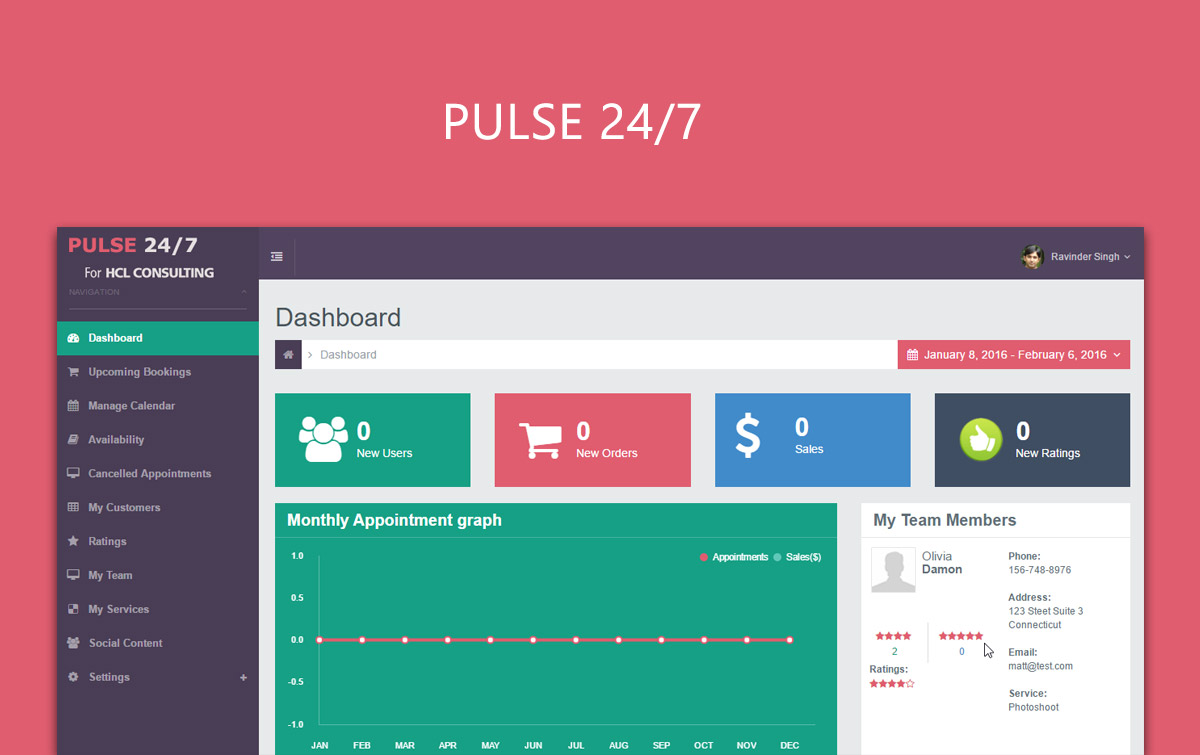 PULSE 24/7
PULSE 24/7
For HCL CONSULTING
NAVIGATION
Ravinder Singh
Dashboard
Upcoming Bookings
Manage Calendar
Availability
Cancelled Appointments
My Customers
Ratings
My Team
My Services
Social Content
Settings
Dashboard
Dashboard
January 8, 2016 - February 6, 2016
0
New Users
0
New Orders
0
Sales
0
New Ratings
Monthly Appointment graph
Appointments Sales($)
1.0
0.5
0.0
-0.5
-1.0
JAN FEB MAR APR MAY JUN JUL AUG SEP OCT NOV DEC
My Team Members
Olivia
Damon
2
0
Ratings:
Phone:
156-748-8976
Address:
123 Steet Suite 3
Connecticut
Email:
matt@test.com
Service:
Photoshoot